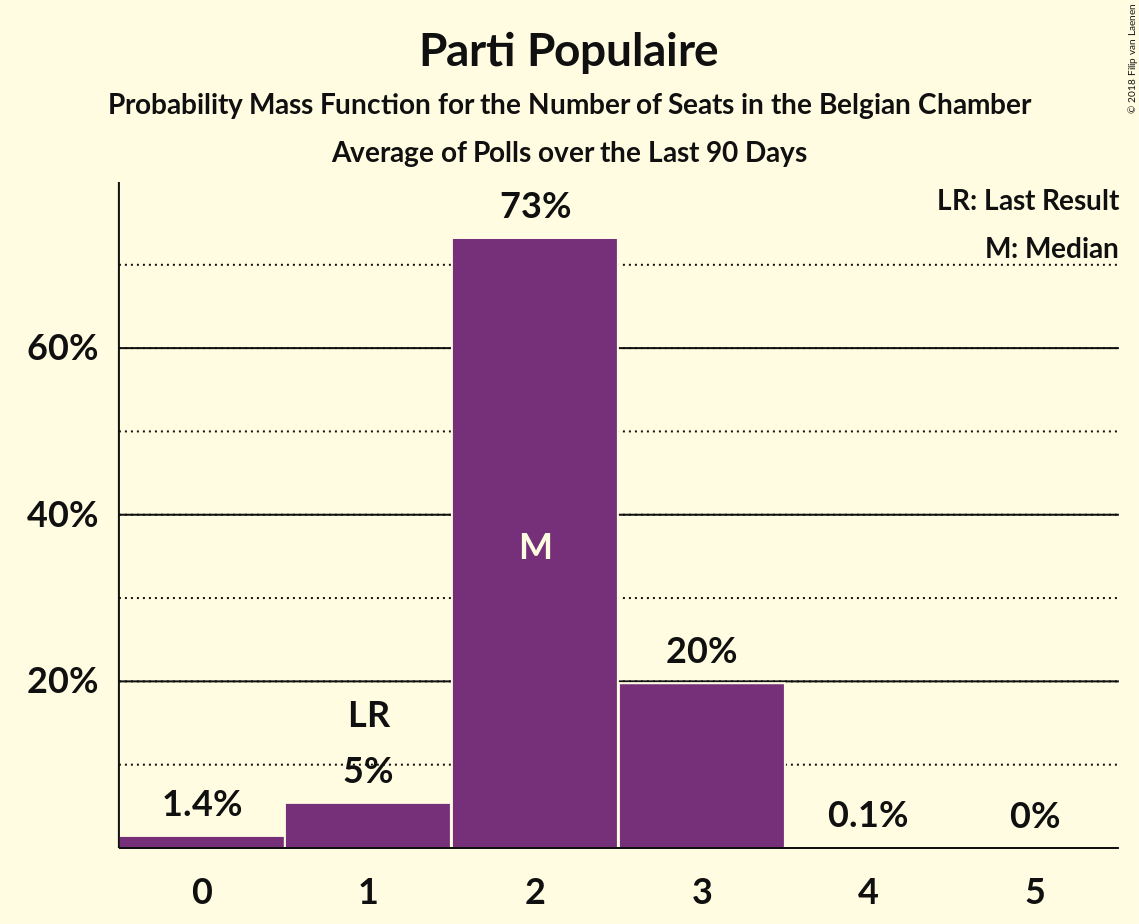 Parti Populaire
Probability Mass Function for the Number of Seats in the Belgian Chamber
Average of Polls over the Last 90 Days
© 2018 Filip van Laenen
LR: Last Result
M: Median
73%
60%
40%
M
20%
20%
LR
5%
1.4%
0.1%
0%
0 1 2 3 4 5